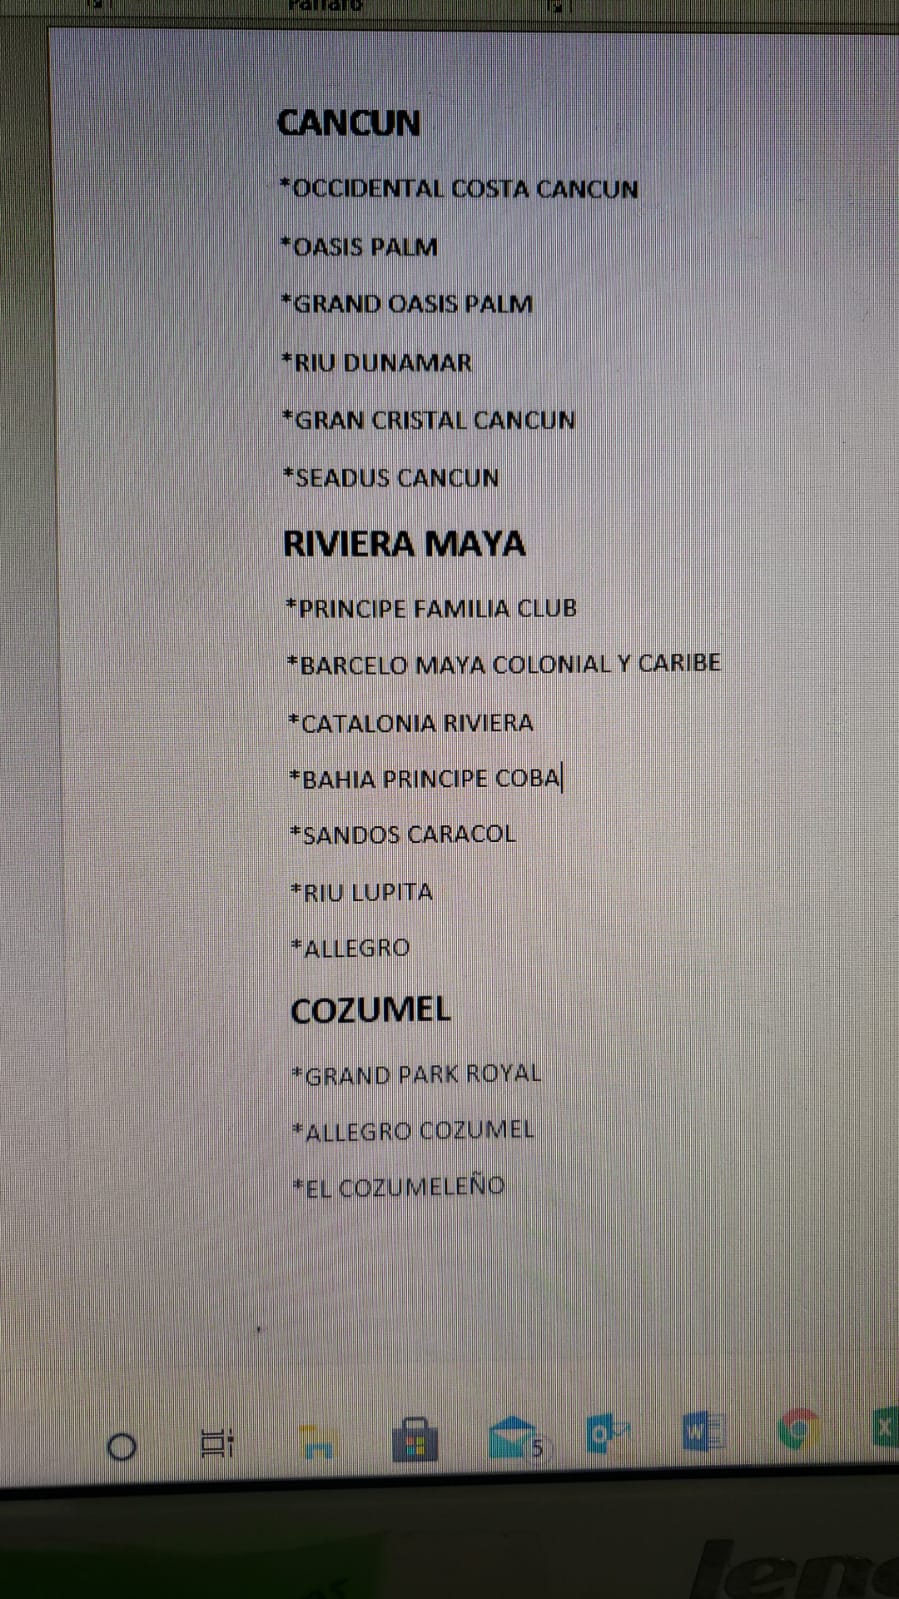 Párrafo
CANCUN
*OCCIDENTAL COSTA CANCUN
*OASIS PALM
*GRAND OASIS PALM
*RIU DUNAMAR
*GRAN CRISTAL CANCUN
*SEADUS CANCUN
RIVIERA MAYA
*PRINCIPE FAMILIA CLUB
*BARCELO MAYA COLONIAL Y CARIBE
*CATALONIA RIVIERA
*BAHIA PRINCIPE COBA
*SANDOS CARACOL
*RIU LUPITA
*ALLEGRO
COZUMEL
*GRAND PARK ROYAL
*ALLEGRO COZUMEL
*EL COZUMELEÑO
5